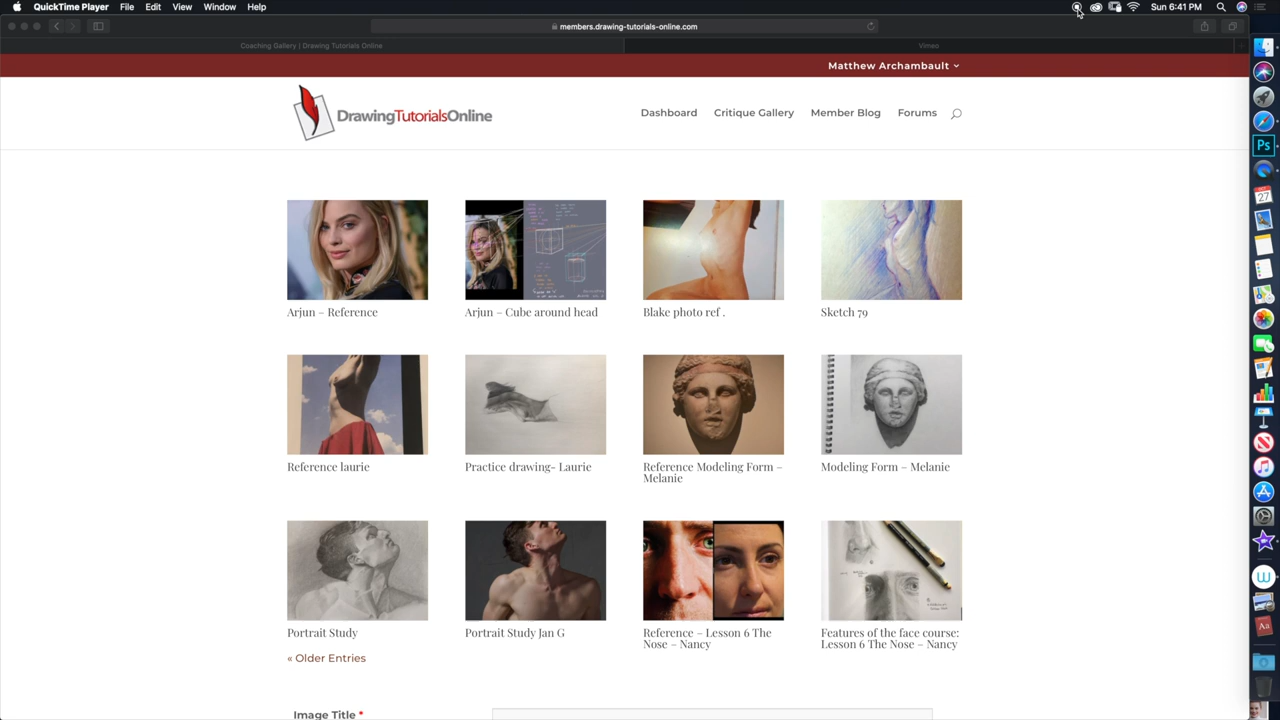 QuickTime Player File Edit View Window Help
Sun 6:41 PM
members.drawing-tutorials-online.com
Coaching Gallery | Drawing Tutorials Online
Vimeo
Matthew Archambault
DrawingTutorialsOnline
Dashboard Critique Gallery Member Blog Forums
Arjun – Reference
Arjun – Cube around head
Blake photo ref .
Sketch 79
Reference laurie
Practice drawing- Laurie
Reference Modeling Form –
Melanie
Modeling Form – Melanie
Portrait Study
Portrait Study Jan G
Reference – Lesson 6 The
Nose – Nancy
Features of the face course:
Lesson 6 The Nose – Nancy
« Older Entries
Image Title *
Ps
27
Aa